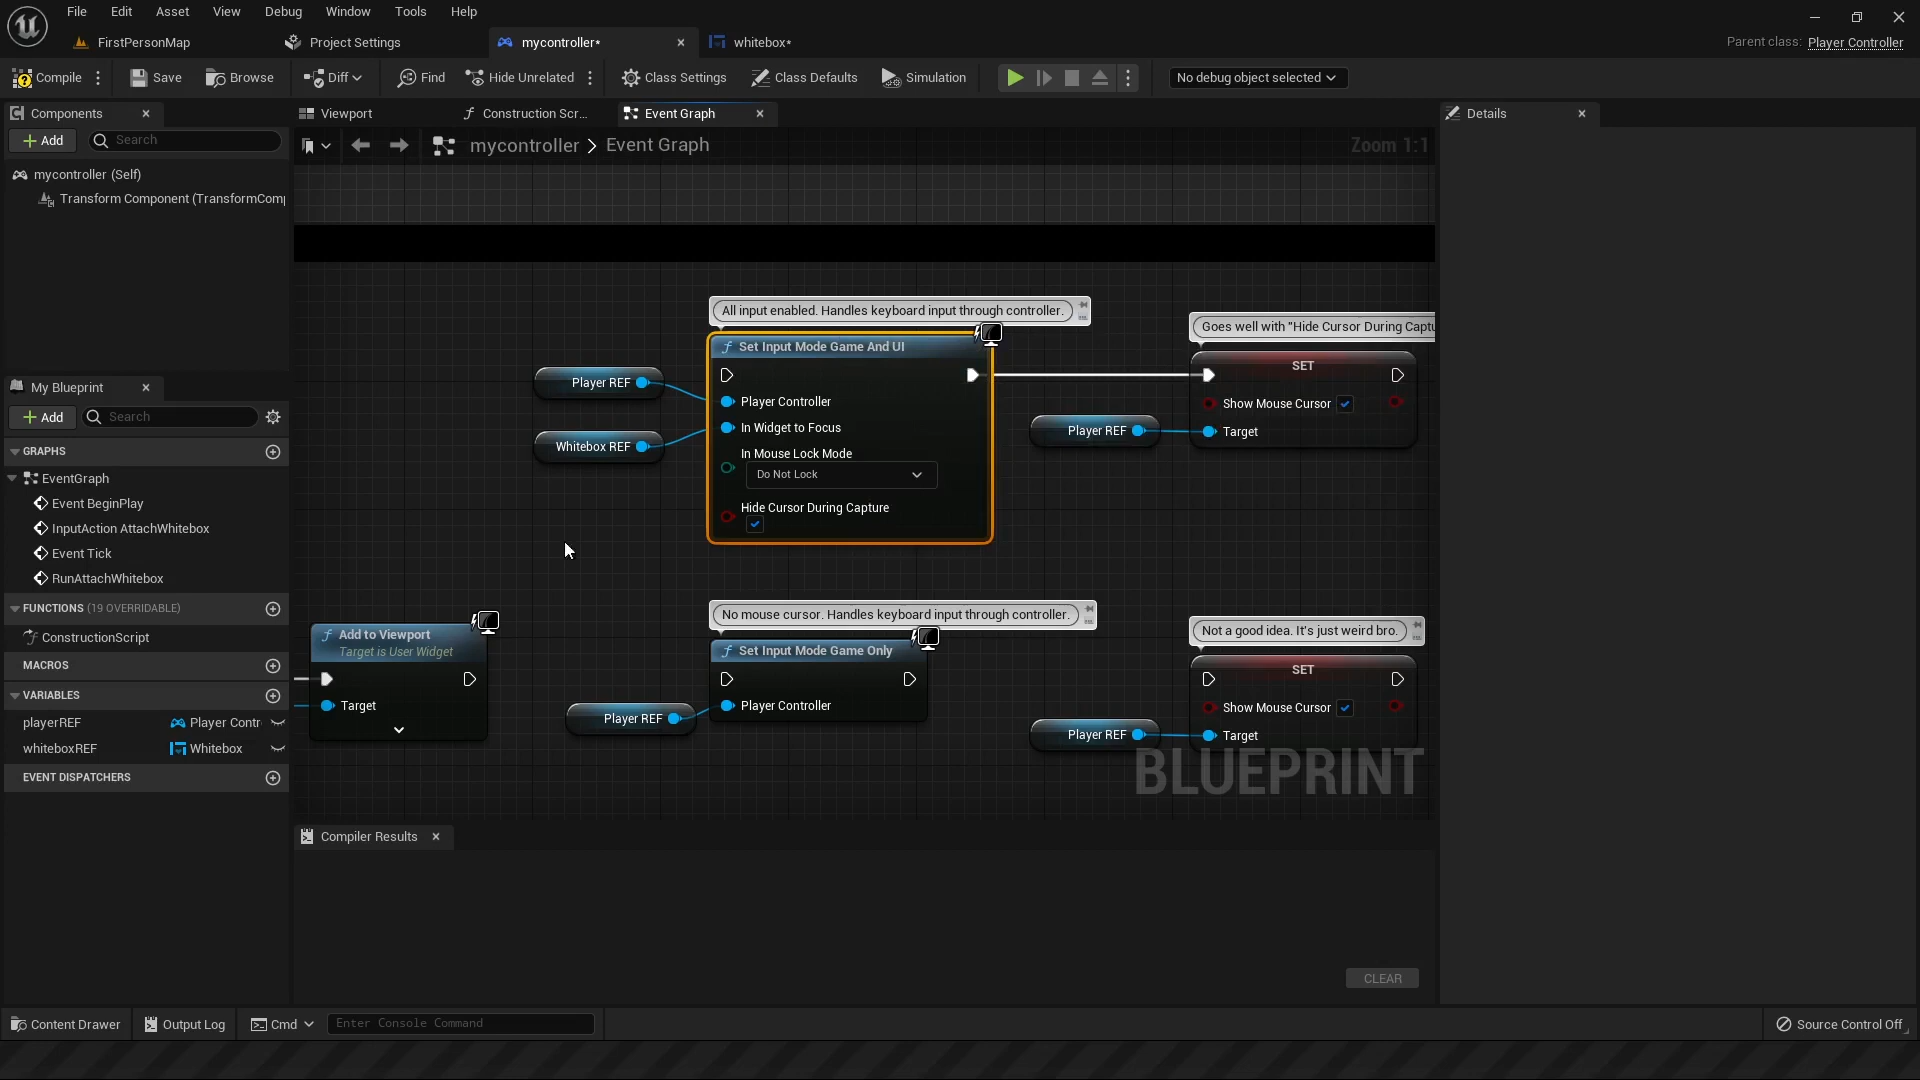 File Edit Asset View Debug Window Tools Help
FirstPersonMap Project Settings mycontroller* whitebox* Parent class: Player Controller
Compile Save Browse Diff Find Hide Unrelated Class Settings Class Defaults Simulation No debug object selected
Components Viewport Construction Scr... Event Graph Details
Add Search
mycontroller > Event Graph Zoom 1:1
mycontroller (Self)
Transform Component (TransformComp
All input enabled. Handles keyboard input through controller.
Goes well with "Hide Cursor During Captu
Set Input Mode Game And UI
SET
Player REF
Player Controller
Show Mouse Cursor
In Widget to Focus
Player REF
Target
Whitebox REF
In Mouse Lock Mode
Do Not Lock
Hide Cursor During Capture
My Blueprint
Add Search
GRAPHS
EventGraph
Event BeginPlay
InputAction AttachWhitebox
Event Tick
RunAttachWhitebox
FUNCTIONS (19 OVERRIDABLE)
ConstructionScript
MACROS
VARIABLES
playerREF Player Contr
whiteboxREF Whitebox
EVENT DISPATCHERS
Add to Viewport
Target is User Widget
Target
No mouse cursor. Handles keyboard input through controller.
Set Input Mode Game Only
Player REF
Player Controller
Not a good idea. It's just weird bro.
SET
Show Mouse Cursor
Player REF
Target
BLUEPRINT
Compiler Results
CLEAR
Content Drawer Output Log Cmd Enter Console Command Source Control Off